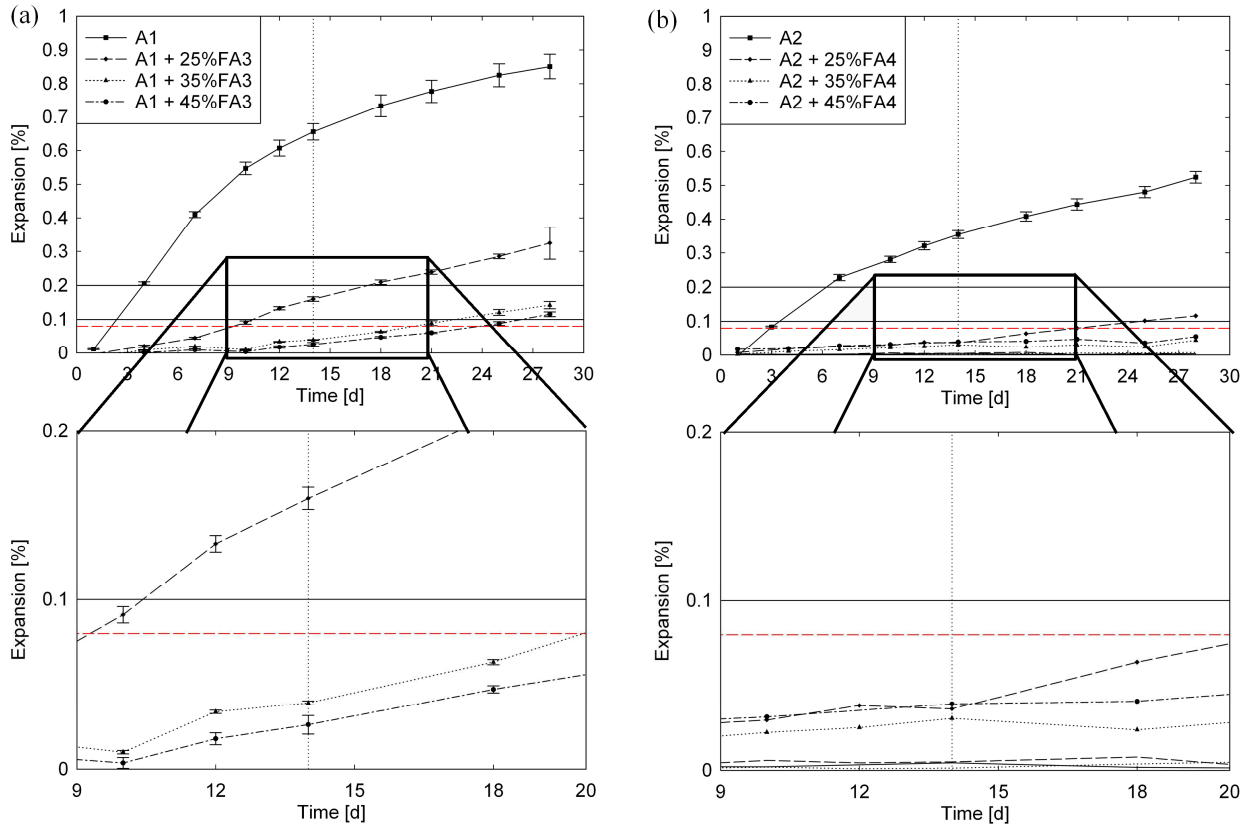 (a)
Expansion [%]
1
0.9
0.8
0.7
0.6
0.5
0.4
0.3
0.2
0.1
0
A1
A1 + 25%FA3
A1 + 35%FA3
A1 + 45%FA3
0 3 6 9 12 15 18 21 24 27 30
Time [d]
(b)
Expansion [%]
1
0.9
0.8
0.7
0.6
0.5
0.4
0.3
0.2
0.1
0
A2
A2 + 25%FA4
A2 + 35%FA4
A2 + 45%FA4
0 3 6 9 12 15 18 21 24 27 30
Time [d]
Expansion [%]
0.2
0.1
0
9 12 15 18 20
Time [d]
Expansion [%]
0.2
0.1
0
9 12 15 18 20
Time [d]